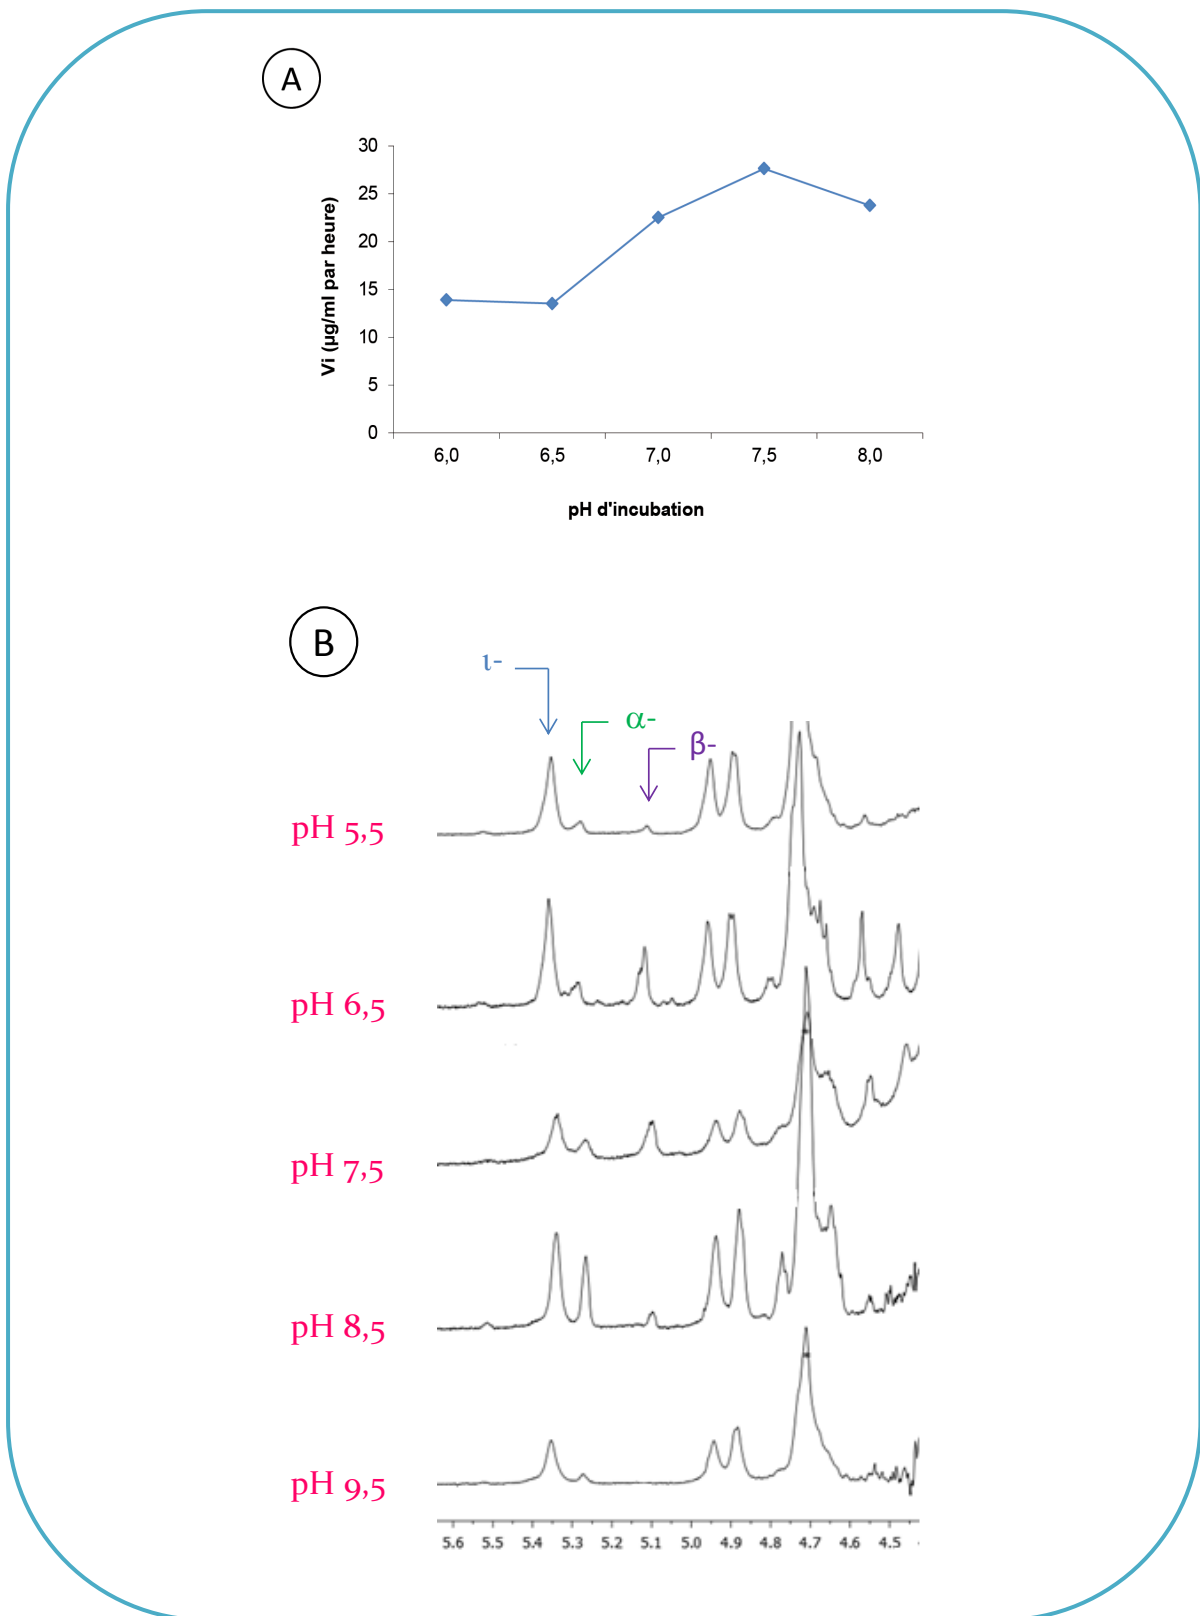 A
30
25
20
15
10
5
0
Vi (µg/ml par heure)
6,0 6,5 7,0 7,5 8,0
pH d'incubation
B
ι-
α-
β-
pH 5,5
pH 6,5
pH 7,5
pH 8,5
pH 9,5
5.6 5.5 5.4 5.3 5.2 5.1 5.0 4.9 4.8 4.7 4.6 4.5